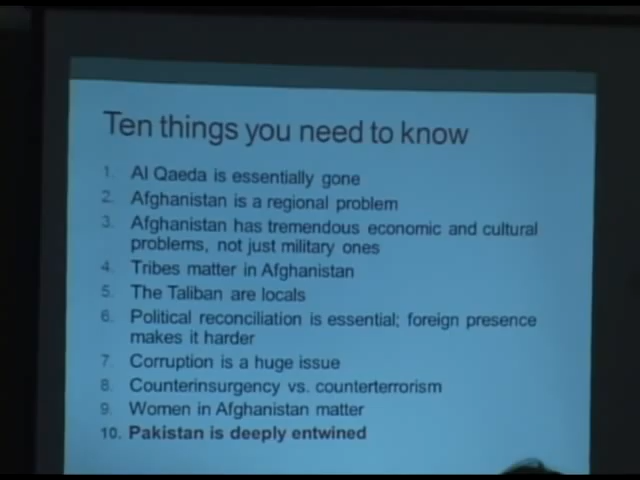 Ten things you need to know
1. Al Qaeda is essentially gone
2. Afghanistan is a regional problem
3. Afghanistan has tremendous economic and cultural
problems, not just military ones
4. Tribes matter in Afghanistan
5. The Taliban are locals
6. Political reconciliation is essential; foreign presence
makes it harder
7. Corruption is a huge issue
8. Counterinsurgency vs. counterterrorism
9. Women in Afghanistan matter
10. Pakistan is deeply entwined